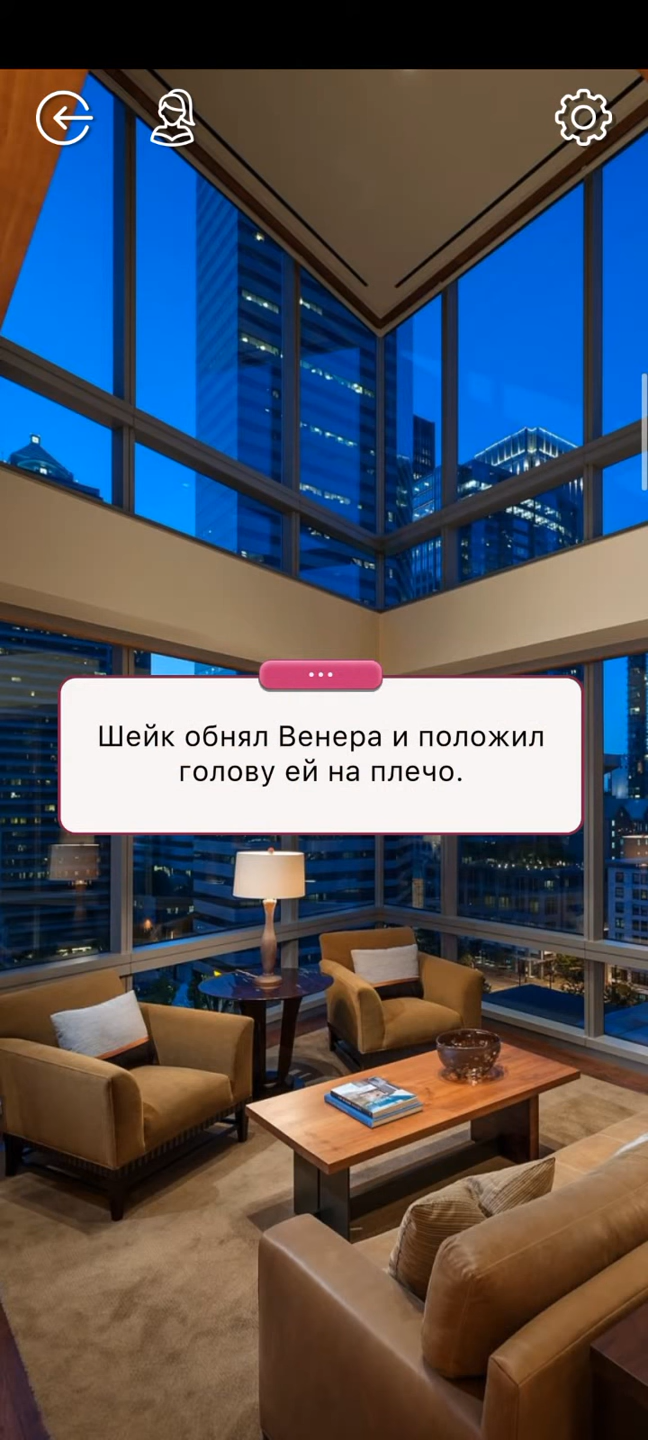 Шейк обнял Венера и положил
голову ей на плечо.